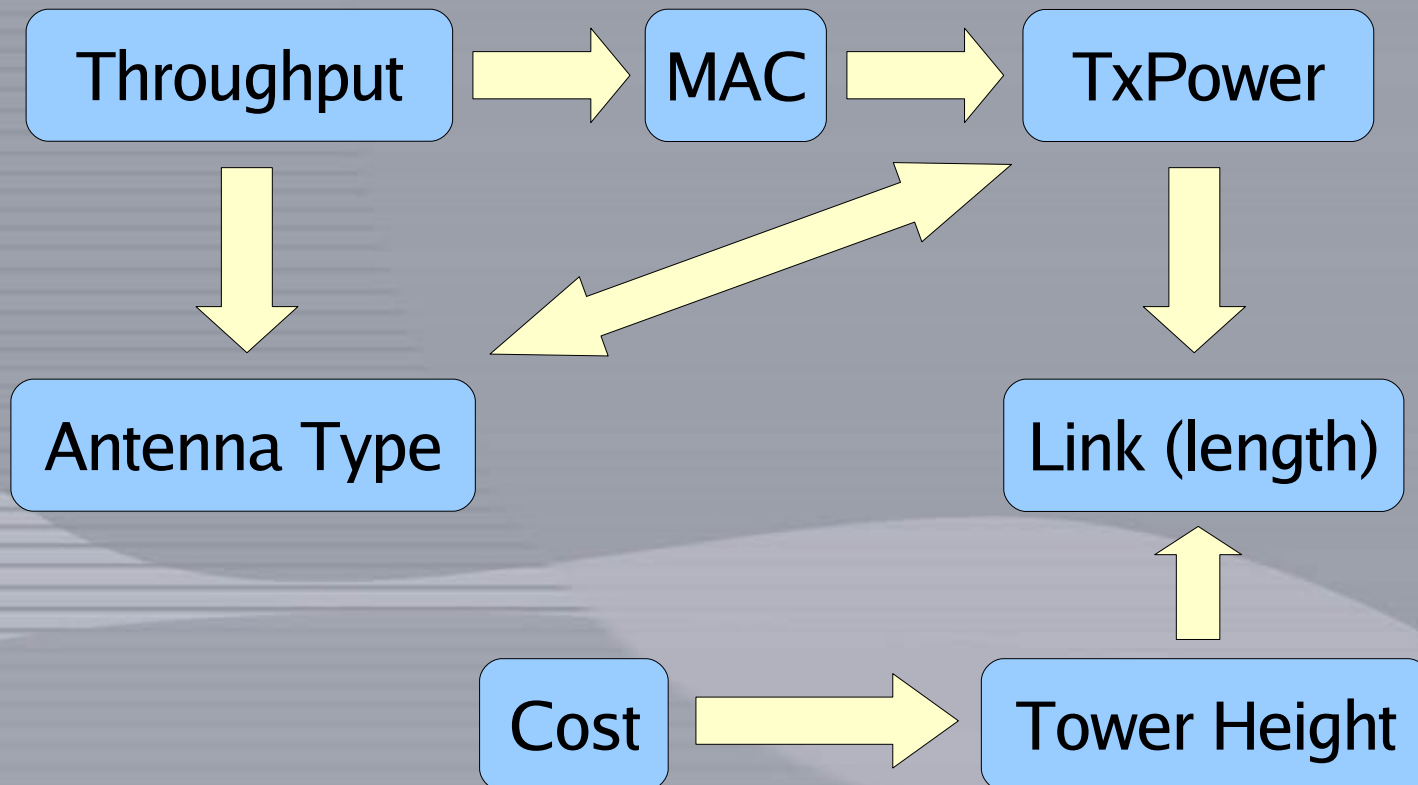 Throughput
MAC
TxPower
Antenna Type
Link (length)
Cost
Tower Height